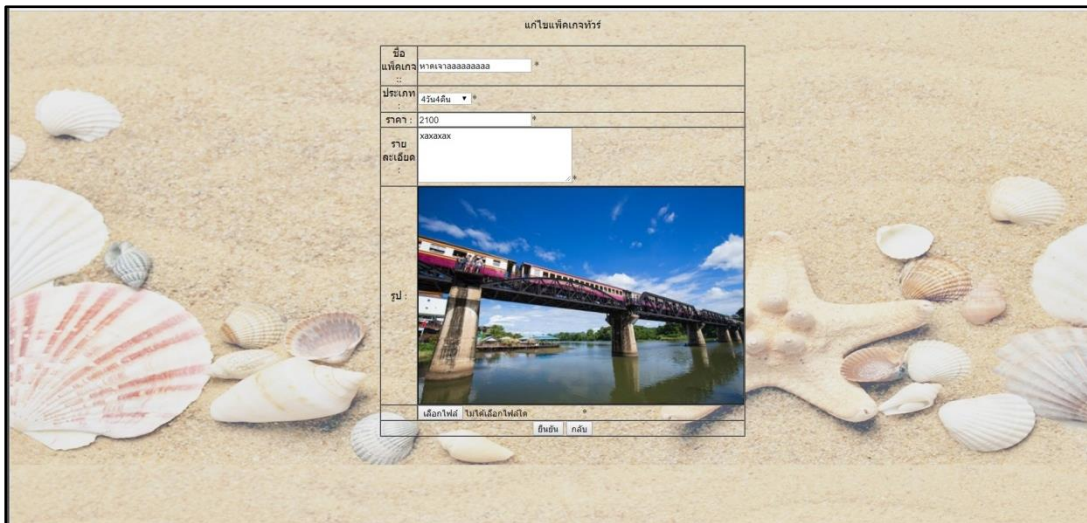 แก้ไขแพ็คเกจทัวร์
ชื่อ
แพ็คเกจ
::
หาดเจาaaaaaaaaa *
ประเภท
:
4วัน4คืน *
ราคา :
2100 *
ราย
ละเอียด
:
xaxaxax
*
รูป :
เลือกไฟล์ ไม่ได้เลือกไฟล์ใด *
ยืนยัน กลับ